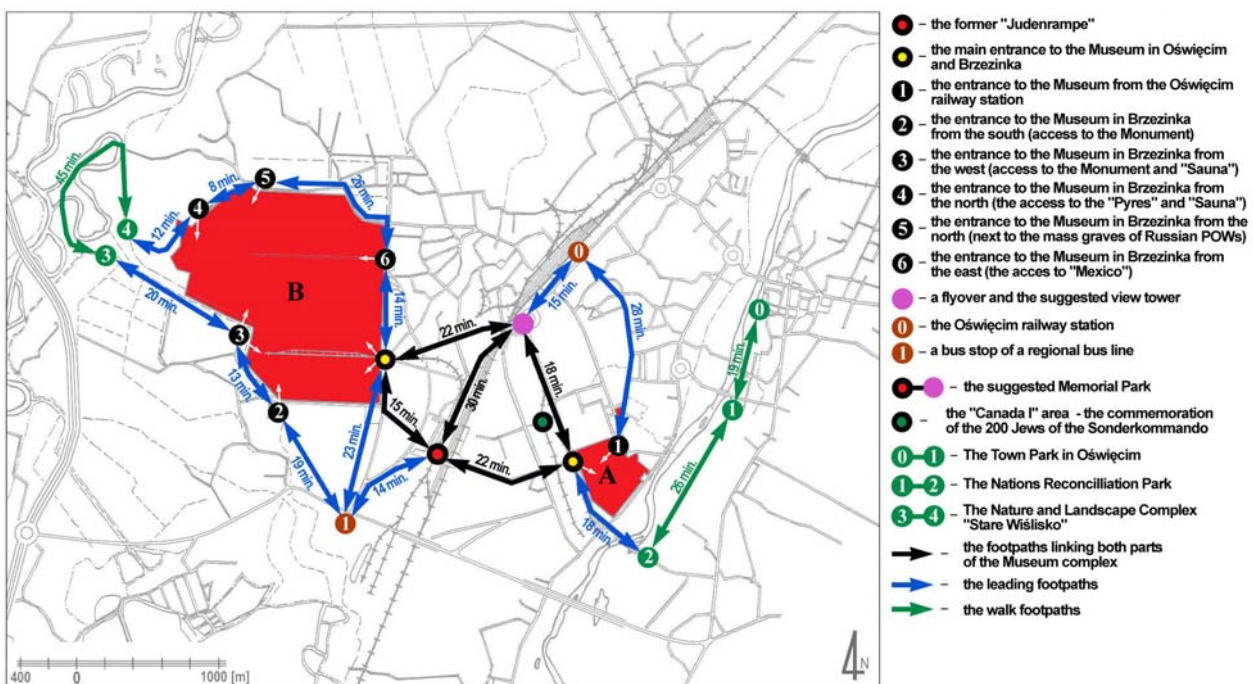 45 min.
4
3
12 min.
4
8 min.
5
26 min.
6
B
14 min.
20 min.
3
13 min.
2
19 min.
23 min.
15 min.
14 min.
1
22 min.
30 min.
15 min.
0
28 min.
18 min.
22 min.
1
A
18 min.
2
26 min.
1
19 min.
0
400 0 1000 [m]
N
– the former "Judenrampe"
– the main entrance to the Museum in Oświęcim
and Brzezinka
1 – the entrance to the Museum from the Oświęcim
railway station
2 – the entrance to the Museum in Brzezinka
from the south (access to the Monument)
3 – the entrance to the Museum in Brzezinka from
the west (access to the Monument and "Sauna")
4 – the entrance to the Museum in Brzezinka from
the north (the access to the "Pyres" and "Sauna")
5 – the entrance to the Museum in Brzezinka from the
north (next to the mass graves of Russian POWs)
6 – the entrance to the Museum in Brzezinka from
the east (the acces to "Mexico")
– a flyover and the suggested view tower
0 – the Oświęcim railway station
1 – a bus stop of a regional bus line
– the suggested Memorial Park
– the "Canada I" area - the commemoration
of the 200 Jews of the Sonderkommando
0 1 – The Town Park in Oświęcim
1 2 – The Nations Reconcilliation Park
3 4 – The Nature and Landscape Complex
"Stare Wiślisko"
– the footpaths linking both parts
of the Museum complex
– the leading footpaths
– the walk footpaths